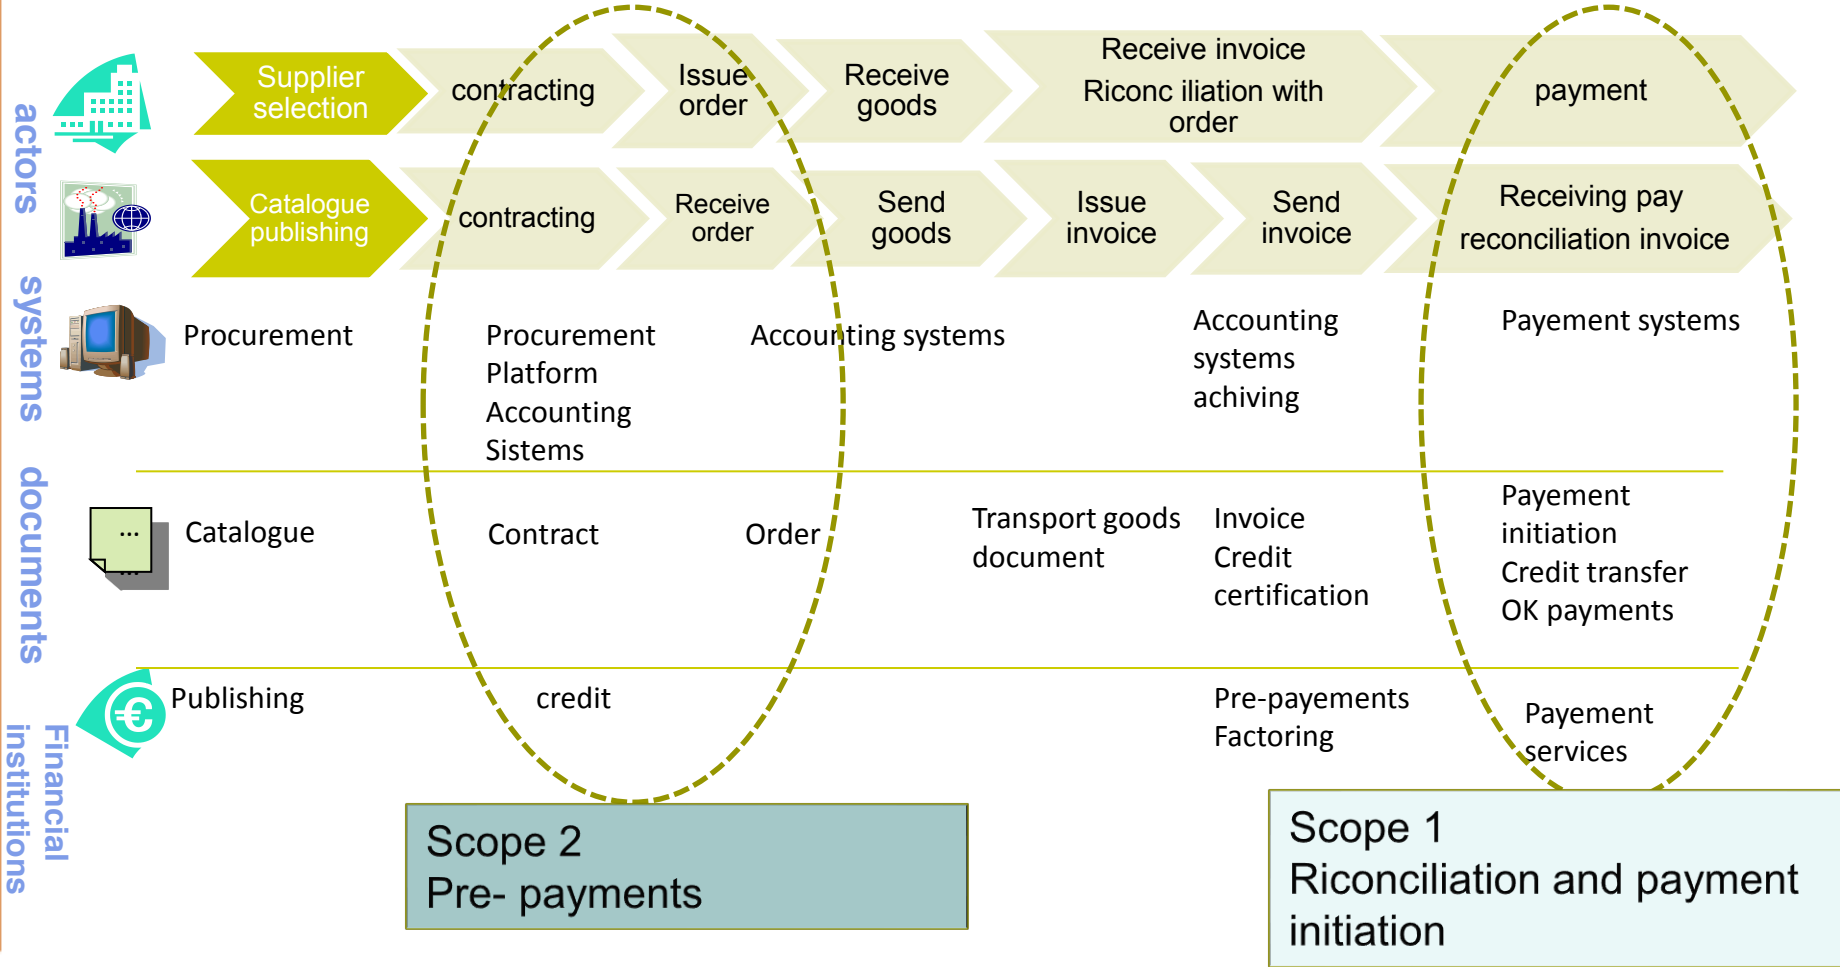 actors
Supplier
selection
contracting
Issue
order
Receive
goods
Receive invoice
Riconc iliation with
order
payment
Catalogue
publishing
contracting
Receive
order
Send
goods
Issue
invoice
Send
invoice
Receiving pay
reconciliation invoice
systems
Procurement
Procurement
Platform
Accounting
Sistems
Accounting systems
Accounting
systems
achiving
Payement systems
documents
...
...
Catalogue
Contract
Order
Transport goods
document
Invoice
Credit
certification
Payement
initiation
Credit transfer
OK payments
Financial
institutions
€
Publishing
credit
Pre-payements
Factoring
Payement
services
Scope 2
Pre- payments
Scope 1
Riconciliation and payment
initiation